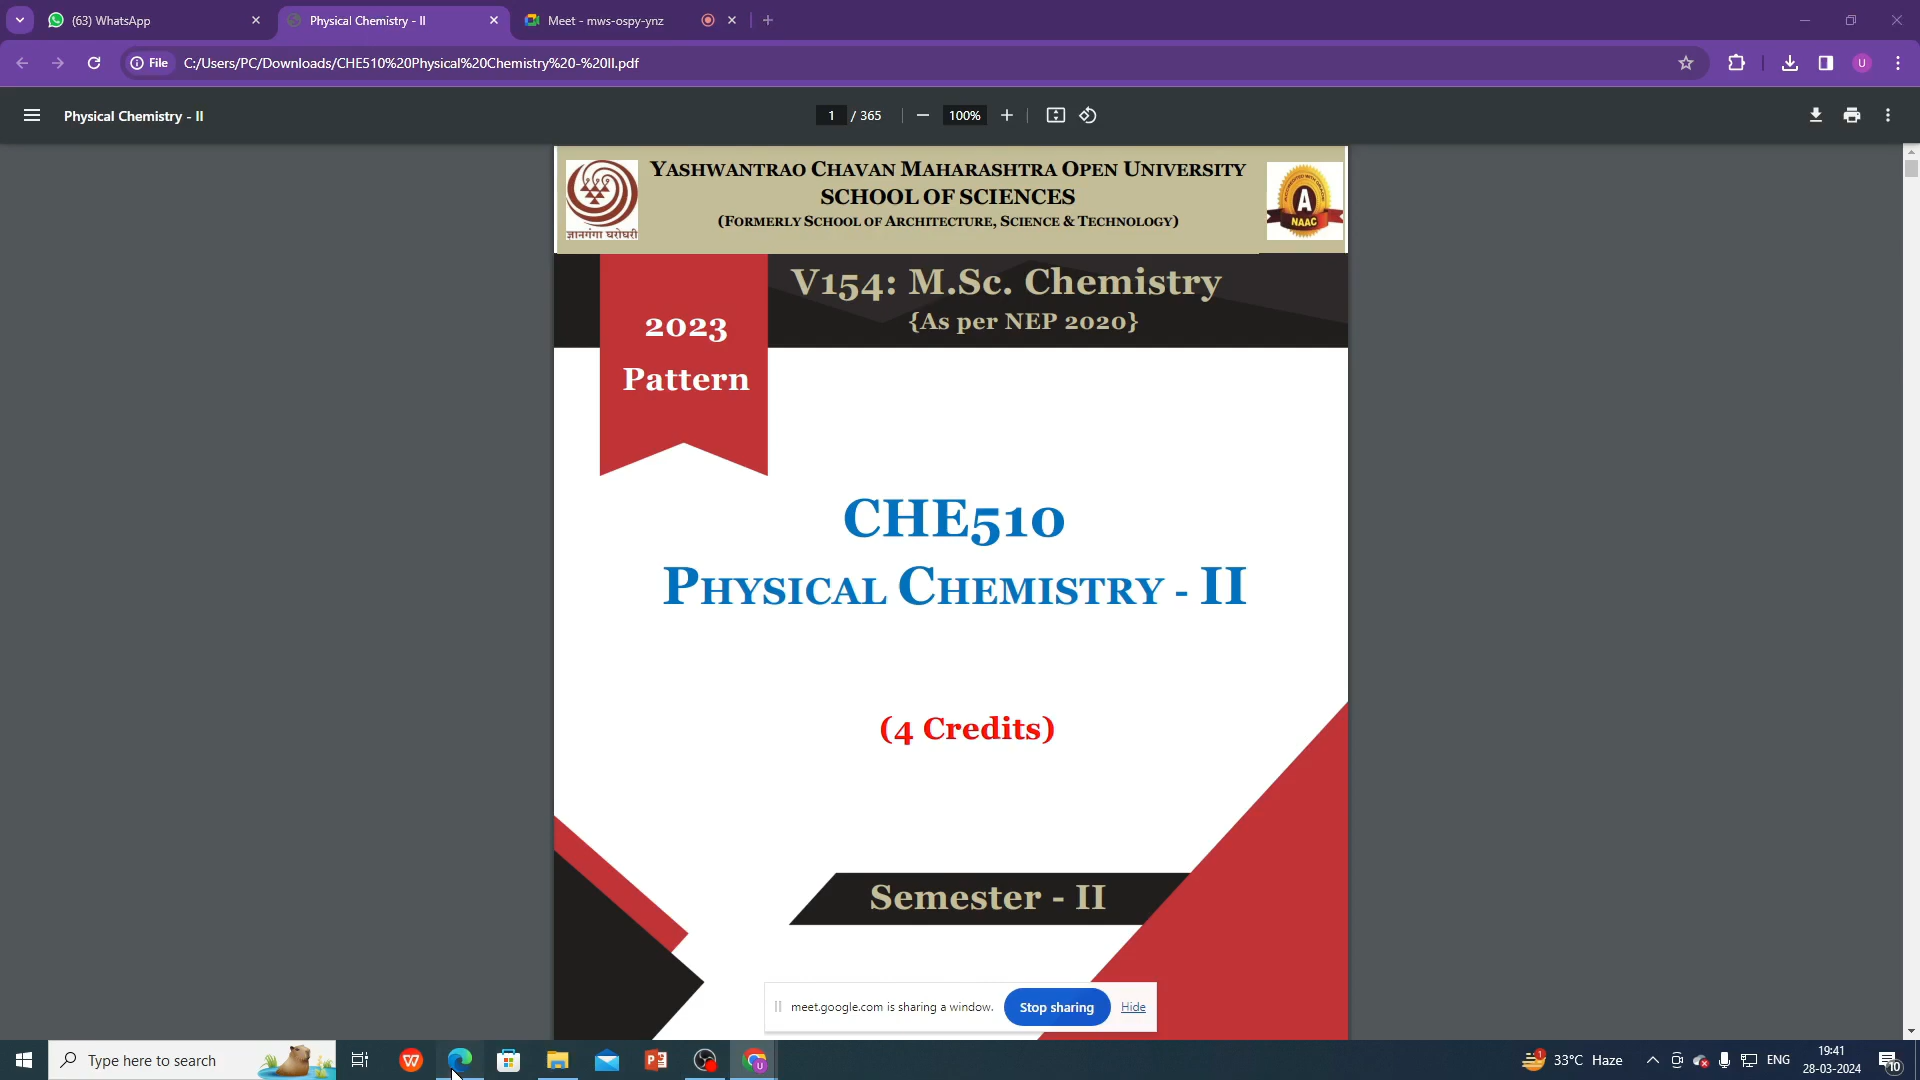 (63) WhatsApp
Physical Chemistry - II
Meet - mws-ospy-ynz
File
C:/Users/PC/Downloads/CHE510%20Physical%20Chemistry%20-%20II.pdf
U
Physical Chemistry - II
1 / 365
100%
YASHWANTRAO CHAVAN MAHARASHTRA OPEN UNIVERSITY
SCHOOL OF SCIENCES
(FORMERLY SCHOOL OF ARCHITECTURE, SCIENCE & TECHNOLOGY)
ज्ञानगंगा घरोघरी
A
NAAC
V154: M.Sc. Chemistry
{As per NEP 2020}
2023
Pattern
CHE510
PHYSICAL CHEMISTRY - II
(4 Credits)
Semester - II
meet.google.com is sharing a window.
Stop sharing
Hide
Type here to search
33°C Haze
ENG
19:41
28-03-2024
10